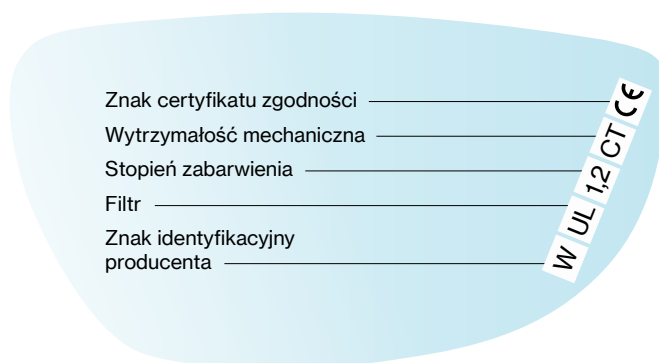 Znak certyfikatu zgodności
Wytrzymałość mechaniczna
Stopień zabarwienia
Filtr
Znak identyfikacyjny
producenta
W UL 1,2 CT CE